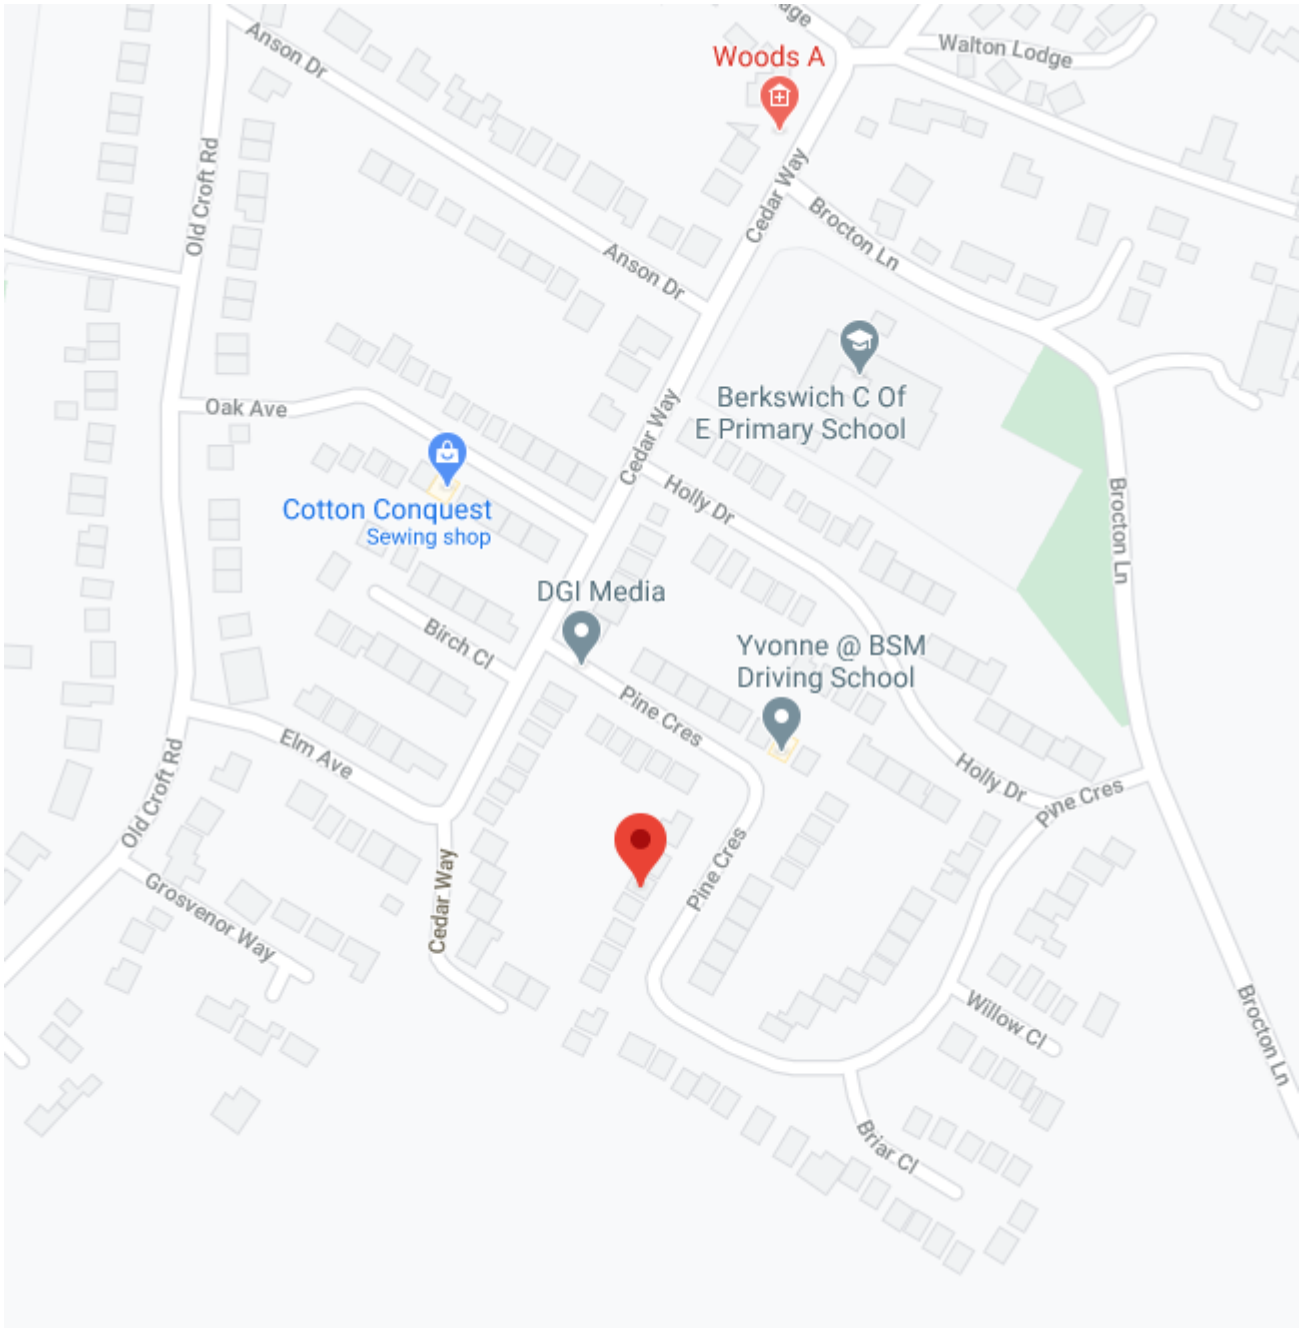 age
Walton Lodge
Anson Dr
Woods A
Old Croft Rd
Cedar Way
Brocton Ln
Anson Dr
Berkswich C Of
E Primary School
Oak Ave
Cedar Way
Cotton Conquest
Sewing shop
Holly Dr
Brocton Ln
DGI Media
Birch Cl
Yvonne @ BSM
Driving School
Pine Cres
Elm Ave
Old Croft Rd
Holly Dr
Pine Cres
Pine Cres
Cedar Way
Grosvenor Way
Willow Cl
Brocton Ln
Briar Cl